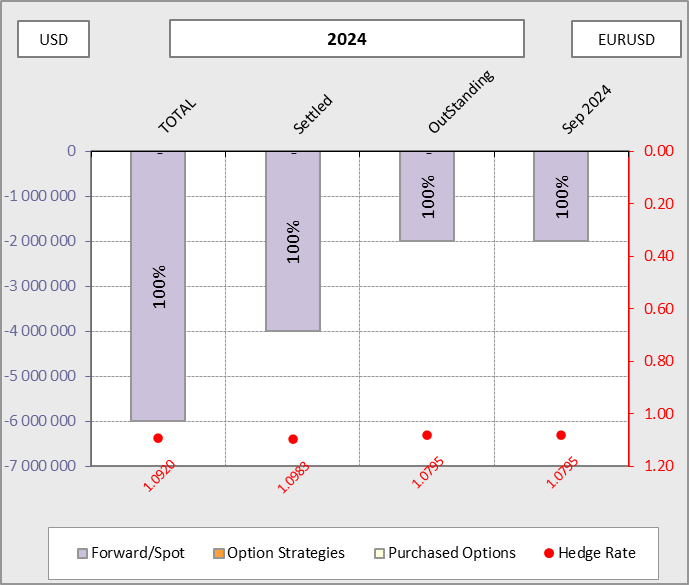 USD
2024
EURUSD
TOTAL
Settled
OutStanding
Sep 2024
0
-1 000 000
-2 000 000
-3 000 000
-4 000 000
-5 000 000
-6 000 000
-7 000 000
-
-
-
100%
100%
100%
100%
0.00
0.20
0.40
0.60
0.80
1.00
1.20
1.0920
1.0983
1.0795
1.0795
Forward/Spot
Option Strategies
Purchased Options
Hedge Rate